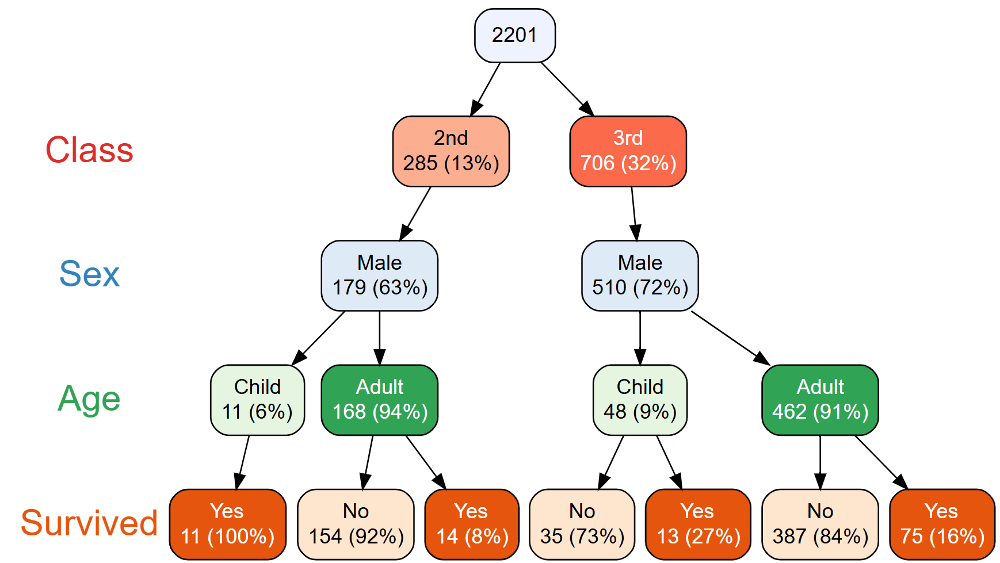 2201
Class
2nd
285 (13%)
3rd
706 (32%)
Sex
Male
179 (63%)
Male
510 (72%)
Age
Child
11 (6%)
Adult
168 (94%)
Child
48 (9%)
Adult
462 (91%)
Survived
Yes
11 (100%)
No
154 (92%)
Yes
14 (8%)
No
35 (73%)
Yes
13 (27%)
No
387 (84%)
Yes
75 (16%)